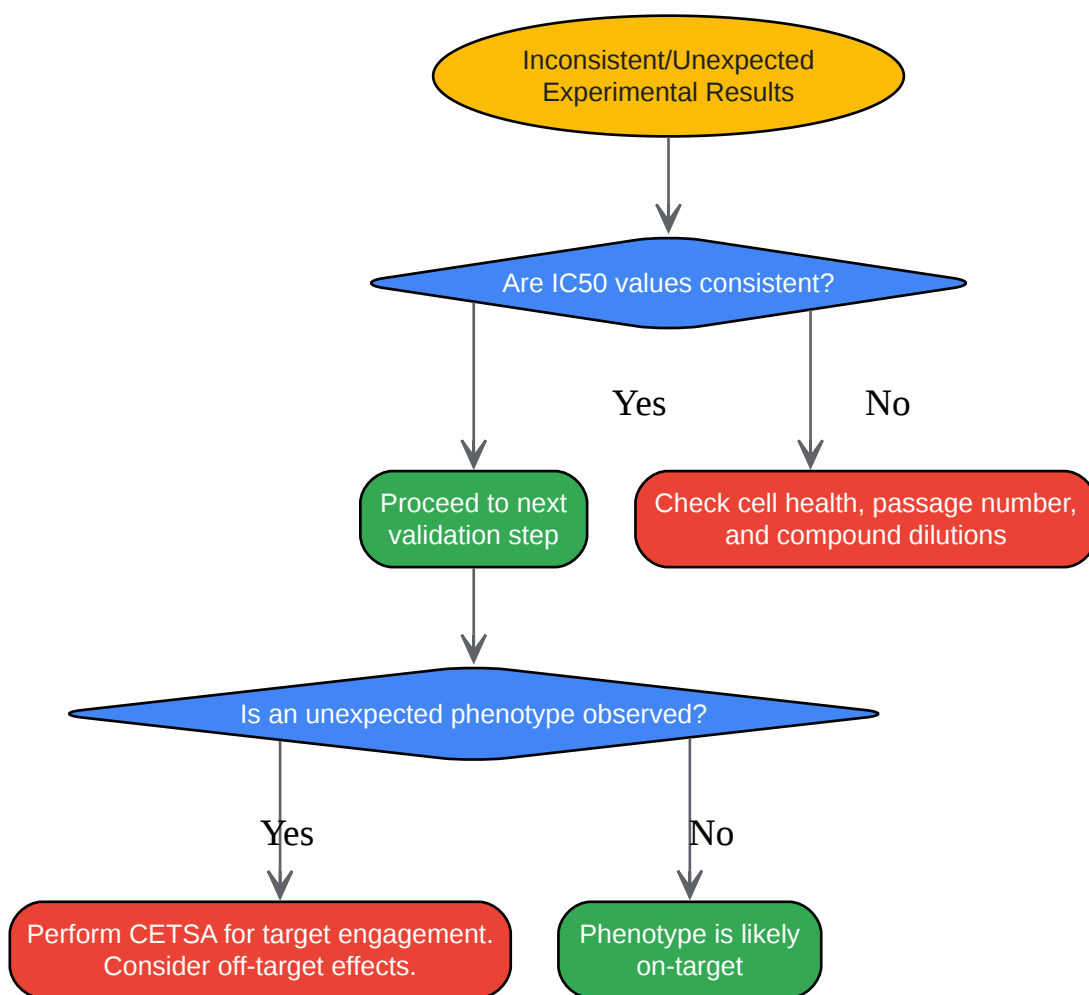 Inconsistent/Unexpected
Experimental Results
Are IC50 values consistent?
Yes
No
Proceed to next
validation step
Check cell health, passage number,
and compound dilutions
Is an unexpected phenotype observed?
Yes
No
Perform CETSA for target engagement.
Consider off-target effects.
Phenotype is likely
on-target